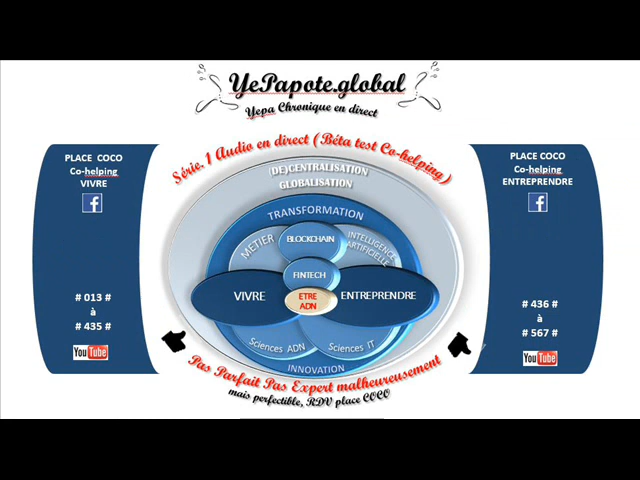 YePapote.global
Yepa Chronique en direct
Série, 1 Audio en direct ( Béta test Co-helping)
PLACE COCO
Co-helping
VIVRE
f
# 013 #
à
# 435 #
YouTube
(DE)CENTRALISATION
GLOBALISATION
TRANSFORMATION
METIER
BLOCKCHAIN
INTELLIGENCE
ARTIFICIELLE
FINTECH
VIVRE
ETRE
ADN
ENTREPRENDRE
Sciences ADN
Sciences IT
INNOVATION
PLACE COCO
Co-helping
ENTREPRENDRE
f
# 436 #
à
# 567 #
YouTube
Pas Parfait Pas Expert malheureusement
mais perfectible, RDV place COCO